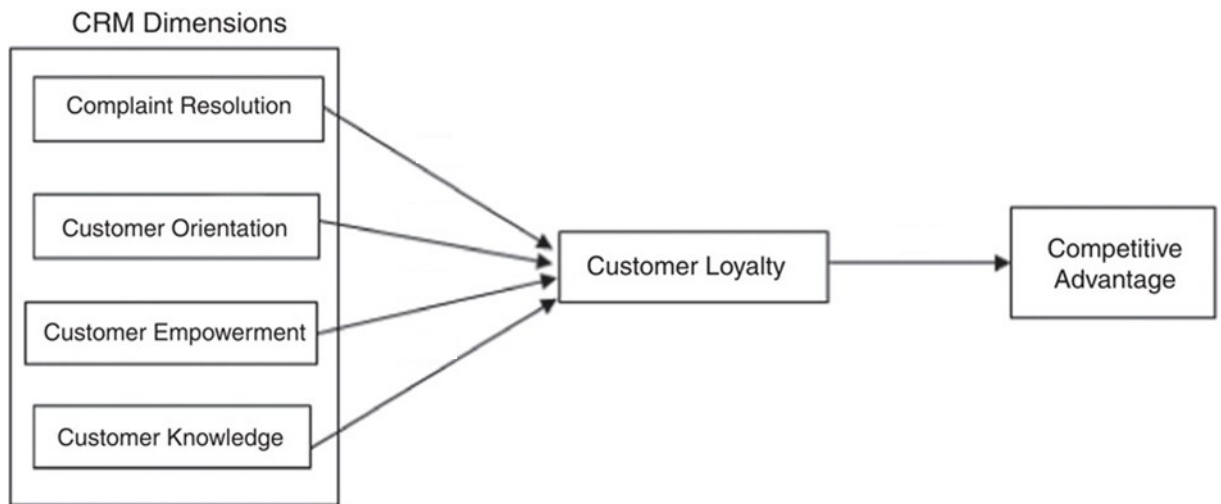 CRM Dimensions
Complaint Resolution
Customer Orientation
Customer Empowerment
Customer Knowledge
Customer Loyalty
Competitive
Advantage